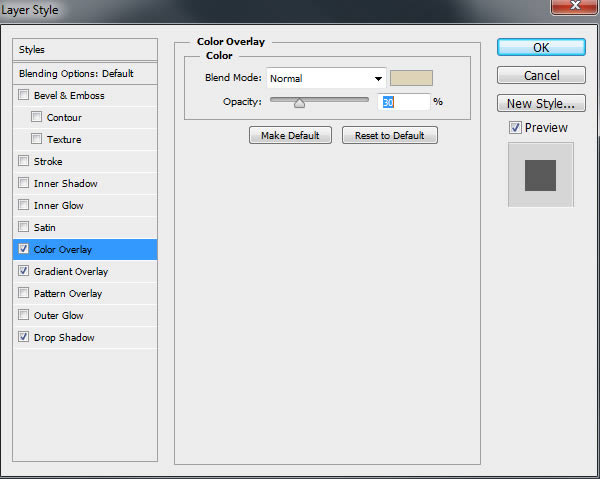 Layer Style
Styles
Blending Options: Default
Bevel & Emboss
Contour
Texture
Stroke
Inner Shadow
Inner Glow
Satin
Color Overlay
Gradient Overlay
Pattern Overlay
Outer Glow
Drop Shadow
Color Overlay
Color
Blend Mode: Normal
Opacity: 30 %
Make Default Reset to Default
OK
Cancel
New Style...
Preview